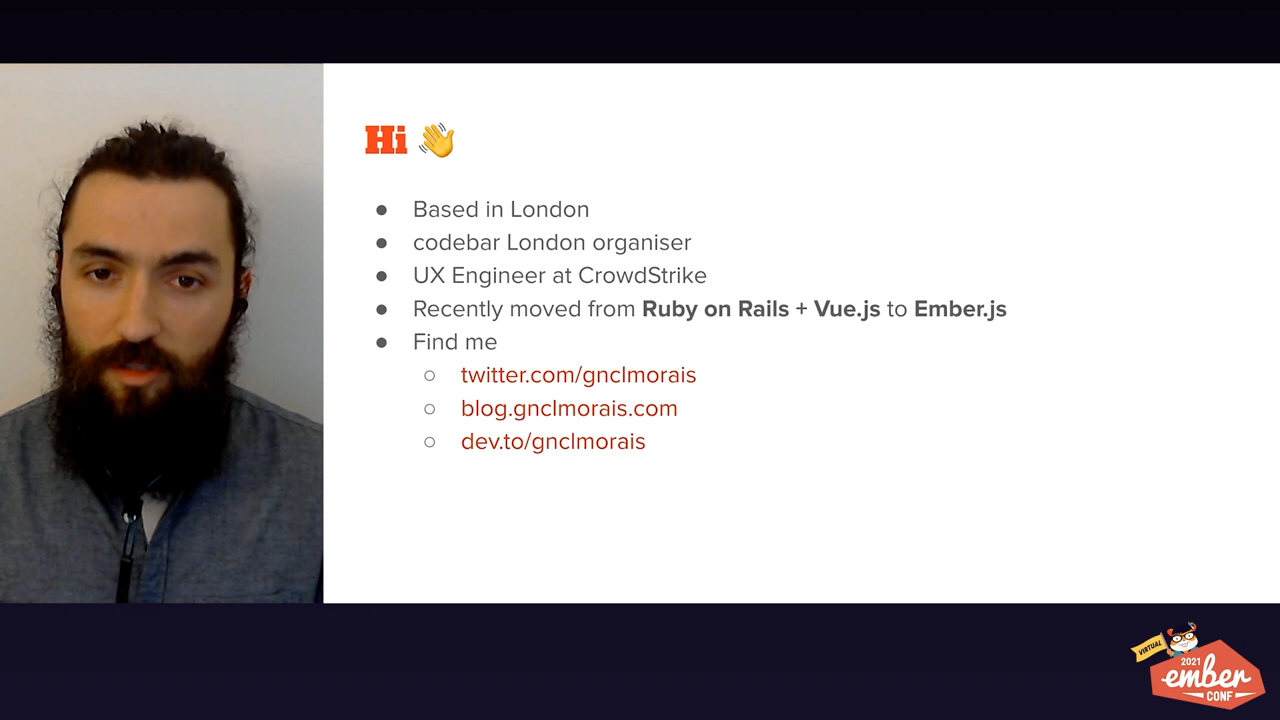 Hi 👋
● Based in London
● codebar London organiser
● UX Engineer at CrowdStrike
● Recently moved from Ruby on Rails + Vue.js to Ember.js
● Find me
○ twitter.com/gnclmorais
○ blog.gnclmorais.com
○ dev.to/gnclmorais
VIRTUAL
2021
ember
CONF